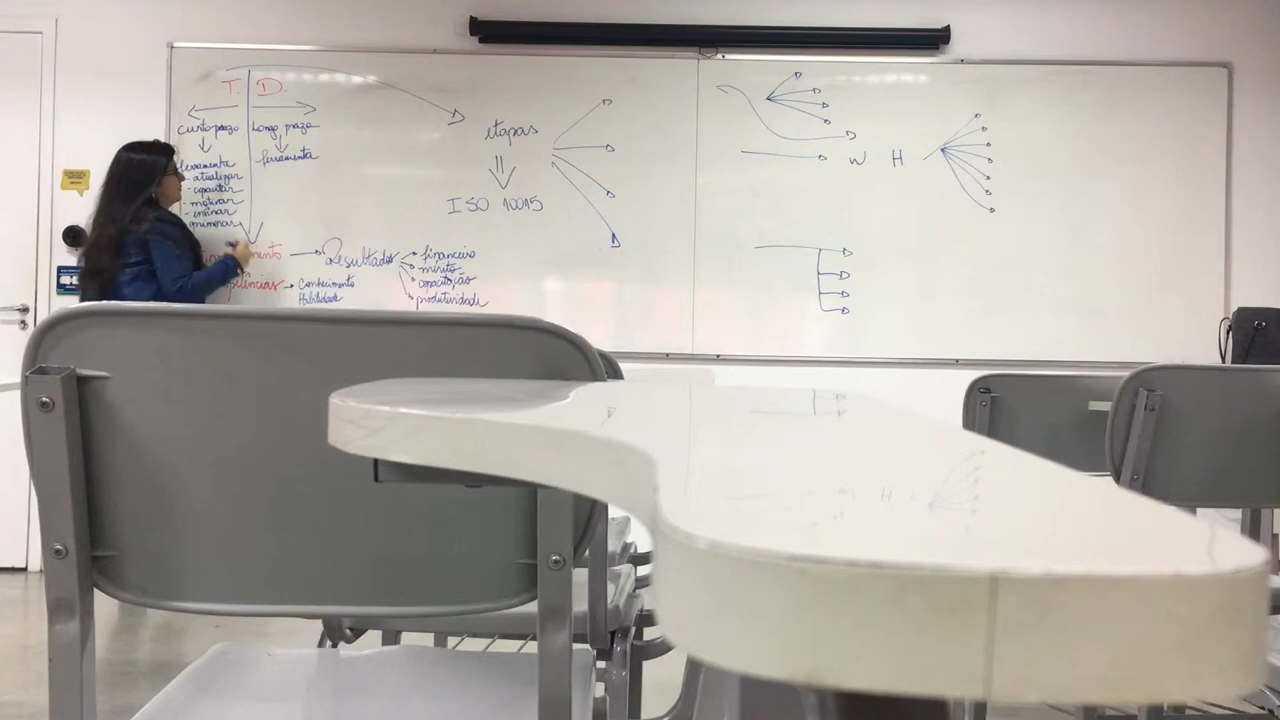 T. D.
curto prazo
Longo prazo
ferramenta
- atualizar
- capacitar
- motivar
- ensinar
ferramenta
etapas
ISO 10015
Resultados
financeiro
mérito
capacitação
produtividade
Conhecimento
Habilidade
W H